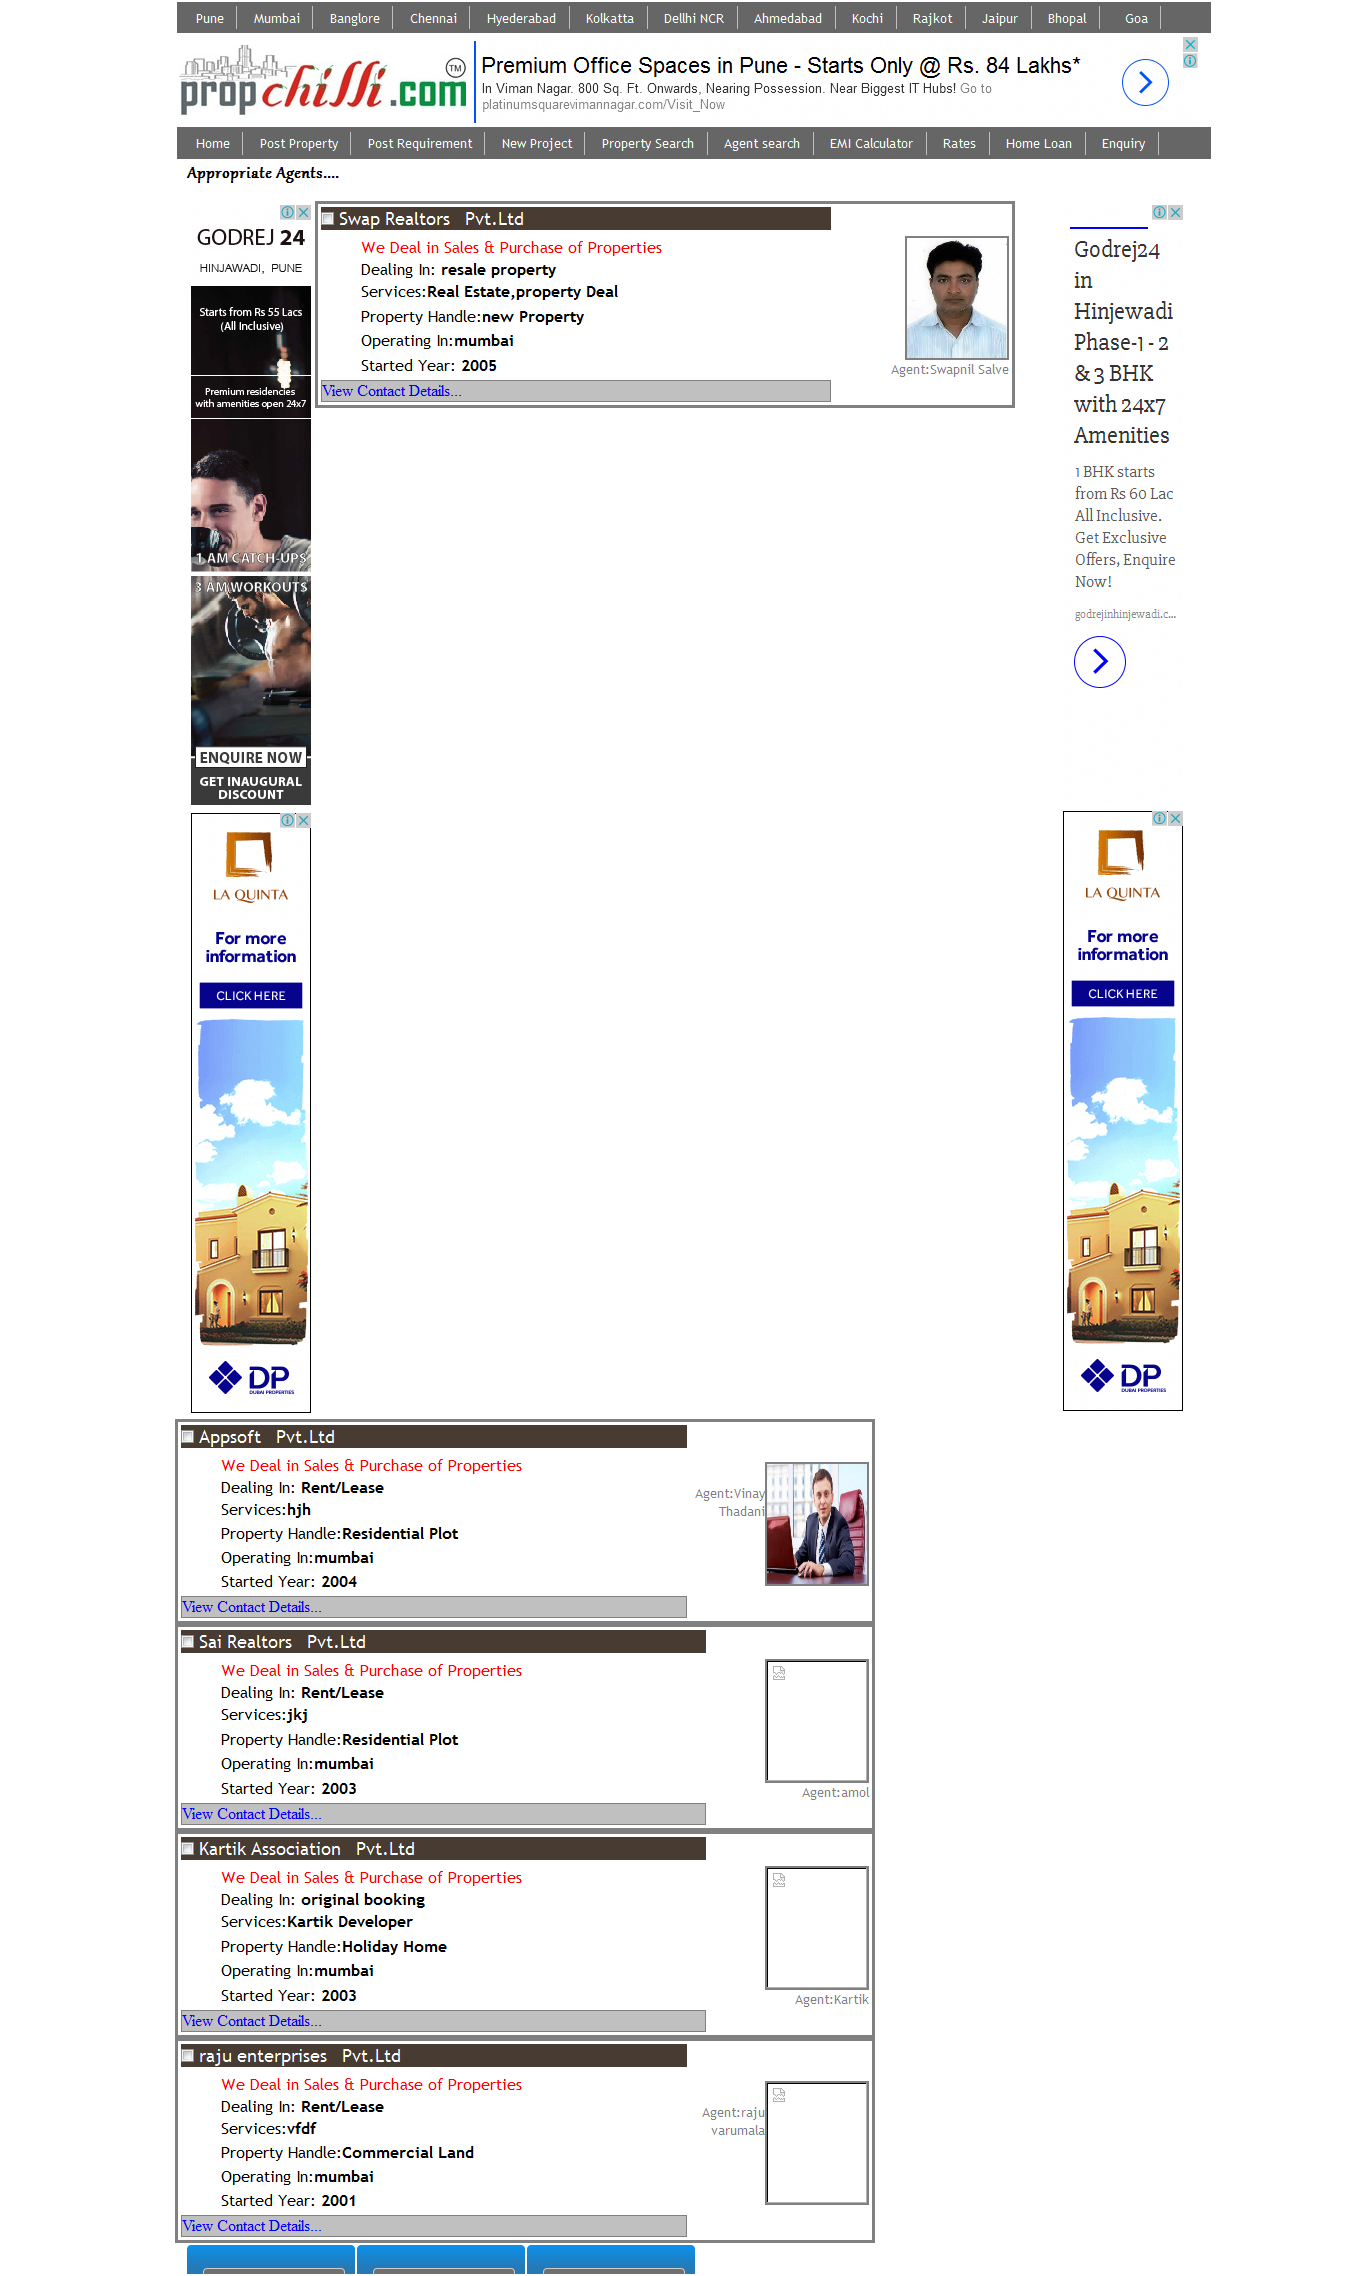 Pune Mumbai Banglore Chennai Hyederabad Kolkatta Dellhi NCR Ahmedabad Kochi Rajkot Jaipur Bhopal Goa
propchilli.com TM
Premium Office Spaces in Pune - Starts Only @ Rs. 84 Lakhs*
In Viman Nagar. 800 Sq. Ft. Onwards, Nearing Possession. Near Biggest IT Hubs! Go to
platinumsquarevimannagar.com/Visit_Now
Home Post Property Post Requirement New Project Property Search Agent search EMI Calculator Rates Home Loan Enquiry
Appropriate Agents....
GODREJ 24
HINJAWADI, PUNE
Starts from Rs 55 Lacs
(All Inclusive)
Premium residencies
with amenities open 24x7
1 AM CATCH-UPS
3 AM WORKOUTS
ENQUIRE NOW
GET INAUGURAL
DISCOUNT
Swap Realtors Pvt.Ltd
We Deal in Sales & Purchase of Properties
Dealing In: resale property
Services:Real Estate,property Deal
Property Handle:new Property
Operating In:mumbai
Started Year: 2005
View Contact Details...
Agent:Swapnil Salve
Godrej24
in
Hinjewadi
Phase-1 - 2
& 3 BHK
with 24x7
Amenities
1 BHK starts
from Rs 60 Lac
All Inclusive.
Get Exclusive
Offers, Enquire
Now!
godrejinhinjewadi.c...
LA QUINTA
For more
information
CLICK HERE
DP
DUBAI PROPERTIES
LA QUINTA
For more
information
CLICK HERE
DP
DUBAI PROPERTIES
Appsoft Pvt.Ltd
We Deal in Sales & Purchase of Properties
Dealing In: Rent/Lease
Services:hjh
Property Handle:Residential Plot
Operating In:mumbai
Started Year: 2004
View Contact Details...
Agent:Vinay
Thadani
Sai Realtors Pvt.Ltd
We Deal in Sales & Purchase of Properties
Dealing In: Rent/Lease
Services:jkj
Property Handle:Residential Plot
Operating In:mumbai
Started Year: 2003
View Contact Details...
Agent:amol
Kartik Association Pvt.Ltd
We Deal in Sales & Purchase of Properties
Dealing In: original booking
Services:Kartik Developer
Property Handle:Holiday Home
Operating In:mumbai
Started Year: 2003
View Contact Details...
Agent:Kartik
raju enterprises Pvt.Ltd
We Deal in Sales & Purchase of Properties
Dealing In: Rent/Lease
Services:vfdf
Property Handle:Commercial Land
Operating In:mumbai
Started Year: 2001
View Contact Details...
Agent:raju
varumala